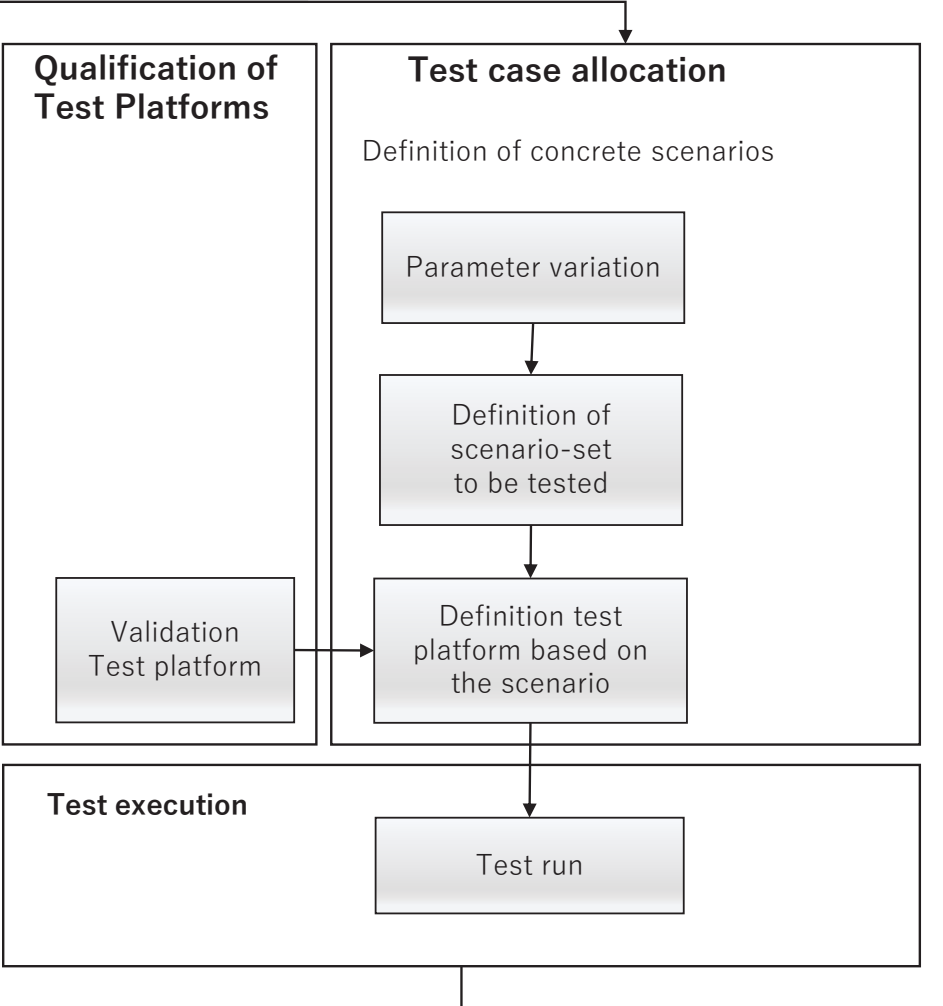 Qualification of
Test Platforms
Test case allocation
Definition of concrete scenarios
Parameter variation
Definition of
scenario-set
to be tested
Validation
Test platform
Definition test
platform based on
the scenario
Test execution
Test run